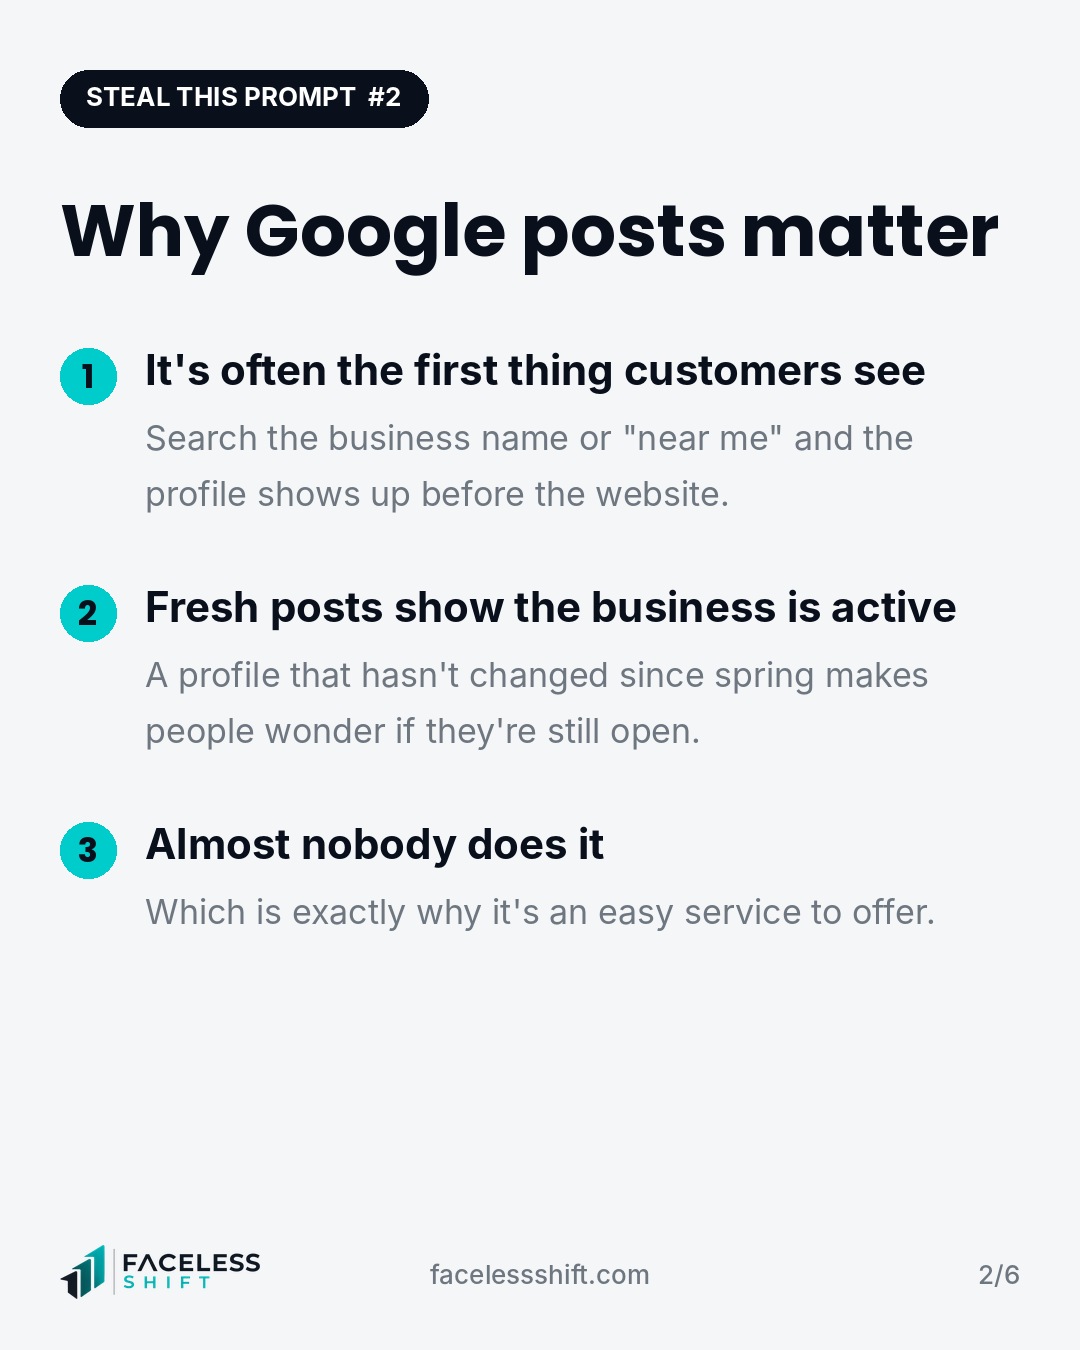 STEAL THIS PROMPT #2
Why Google posts matter
1 It's often the first thing customers see
Search the business name or "near me" and the
profile shows up before the website.
2 Fresh posts show the business is active
A profile that hasn't changed since spring makes
people wonder if they're still open.
3 Almost nobody does it
Which is exactly why it's an easy service to offer.
FACELESS
SHIFT
facelessshift.com
2/6